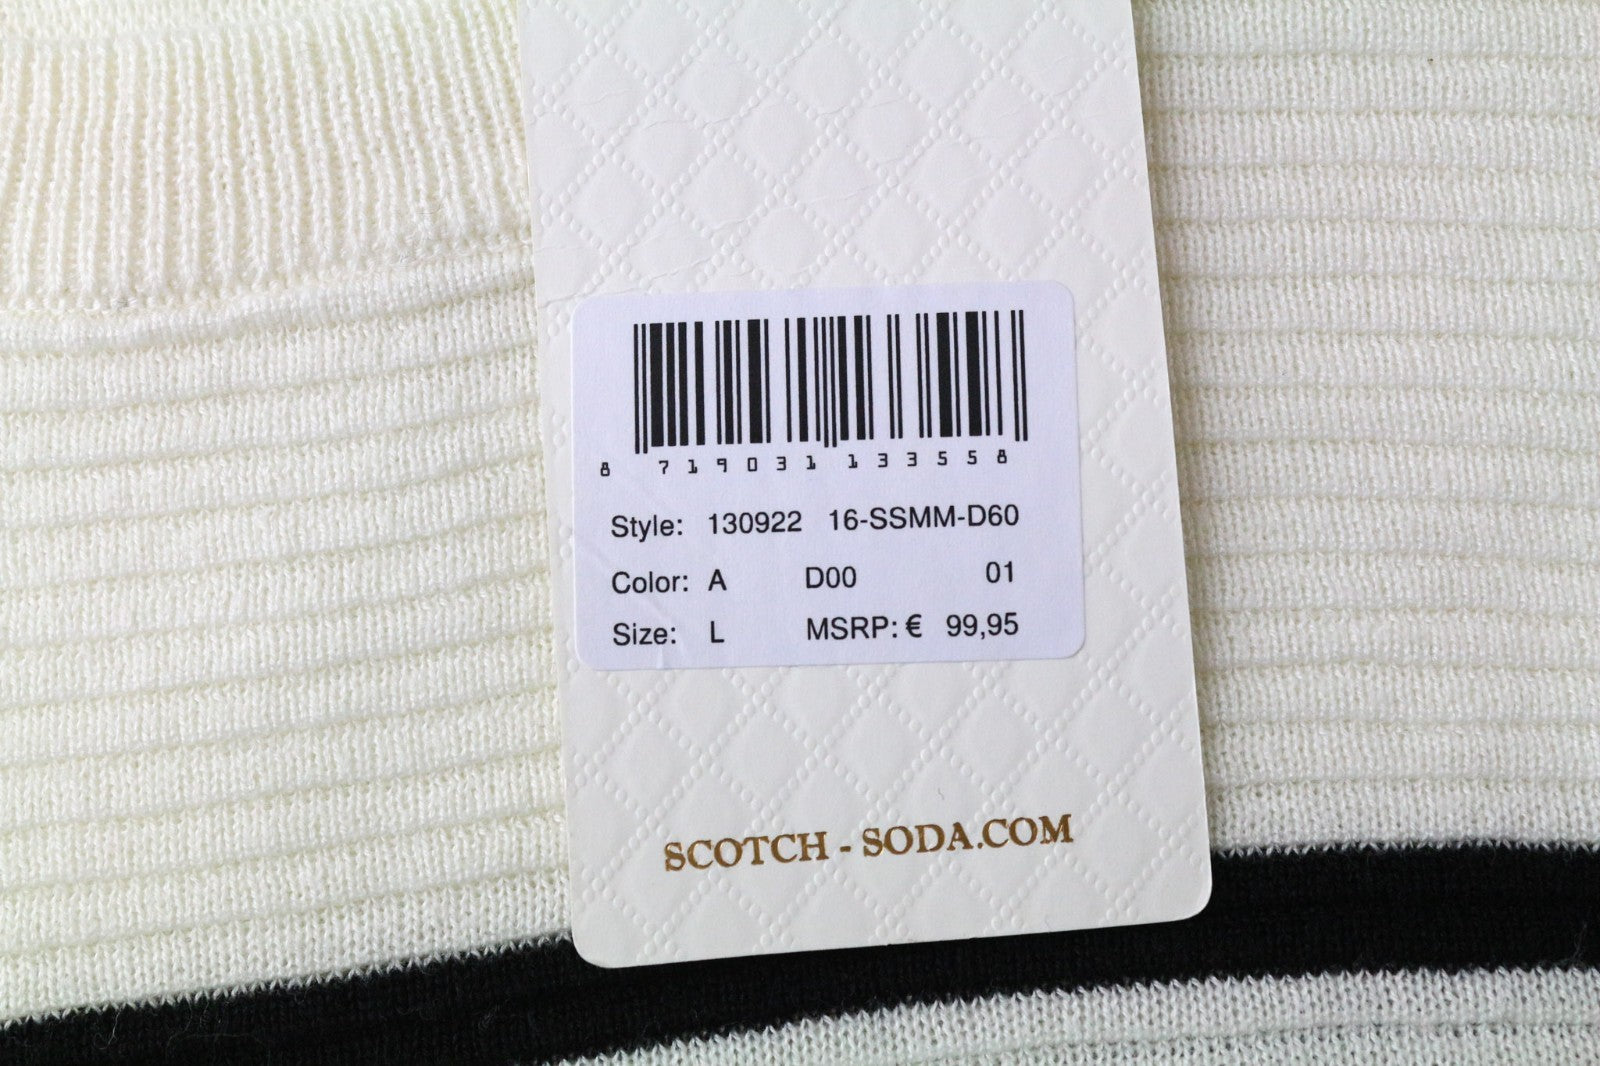 8 719031 133558
Style: 130922 16-SSMM-D60
Color: A D00 01
Size: L MSRP: € 99,95
SCOTCH - SODA.COM